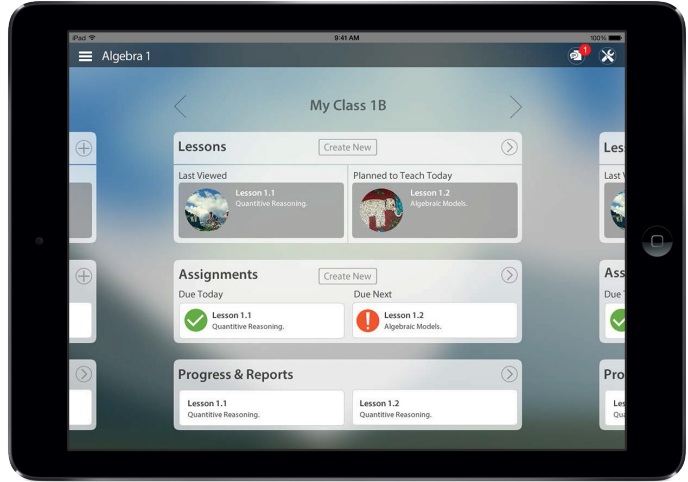 iPad 9:41 AM 100%
Algebra 1 1
My Class 1B
Lessons Create New
Last Viewed Planned to Teach Today
Lesson 1.1 Lesson 1.2
Quantitive Reasoning. Algebraic Models.
Assignments Create New
Due Today Due Next
Lesson 1.1 Lesson 1.2
Quantitive Reasoning. Algebraic Models.
Progress & Reports
Lesson 1.1 Lesson 1.2
Quantitive Reasoning. Quantitive Reasoning.
Les
Last V
Ass
Due T
Pro
Les
Qua